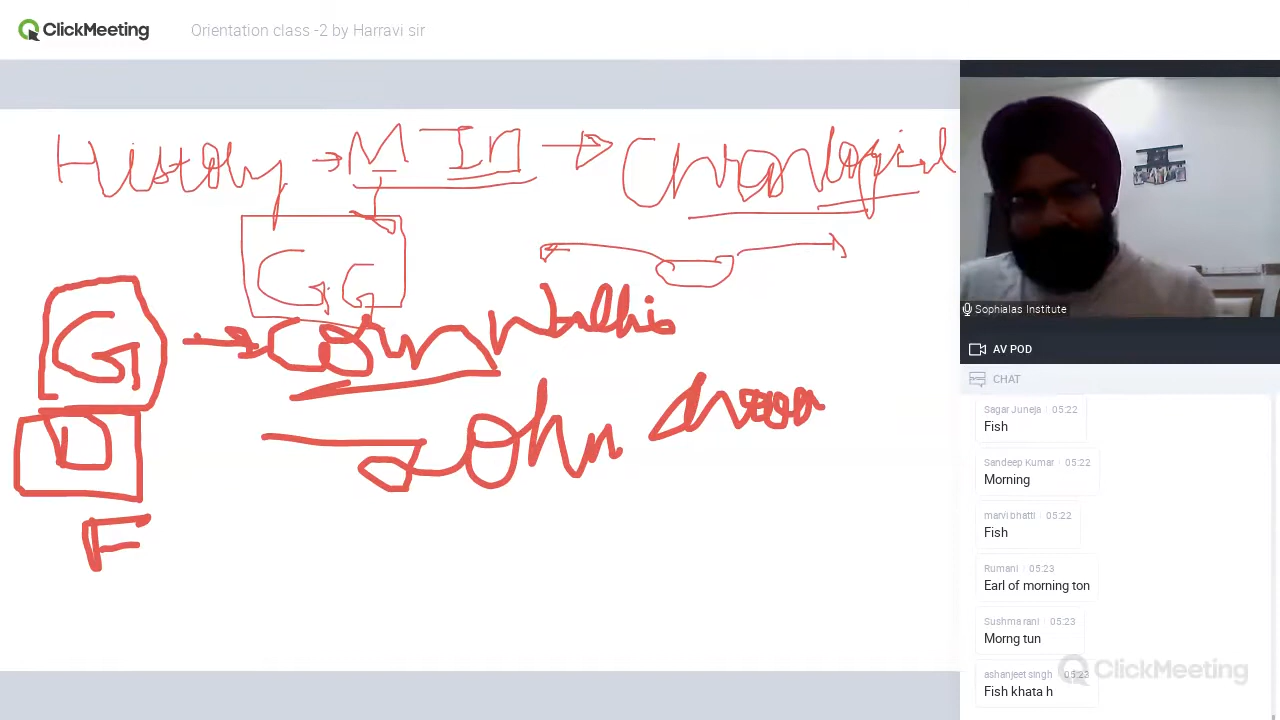 ClickMeeting
Orientation class -2 by Harravi sir
History → M In → Chronlogical
G G
G →
D
F
John
Sophialas Institute
AV POD
CHAT
Sagar Juneja 05:22
Fish
Sandeep Kumar 05:22
Morning
marvi bhatti 05:22
Fish
Rumani 05:23
Earl of morning ton
Sushma rani 05:23
Morng tun
ashanjeet singh 05:23
Fish khata h
ClickMeeting